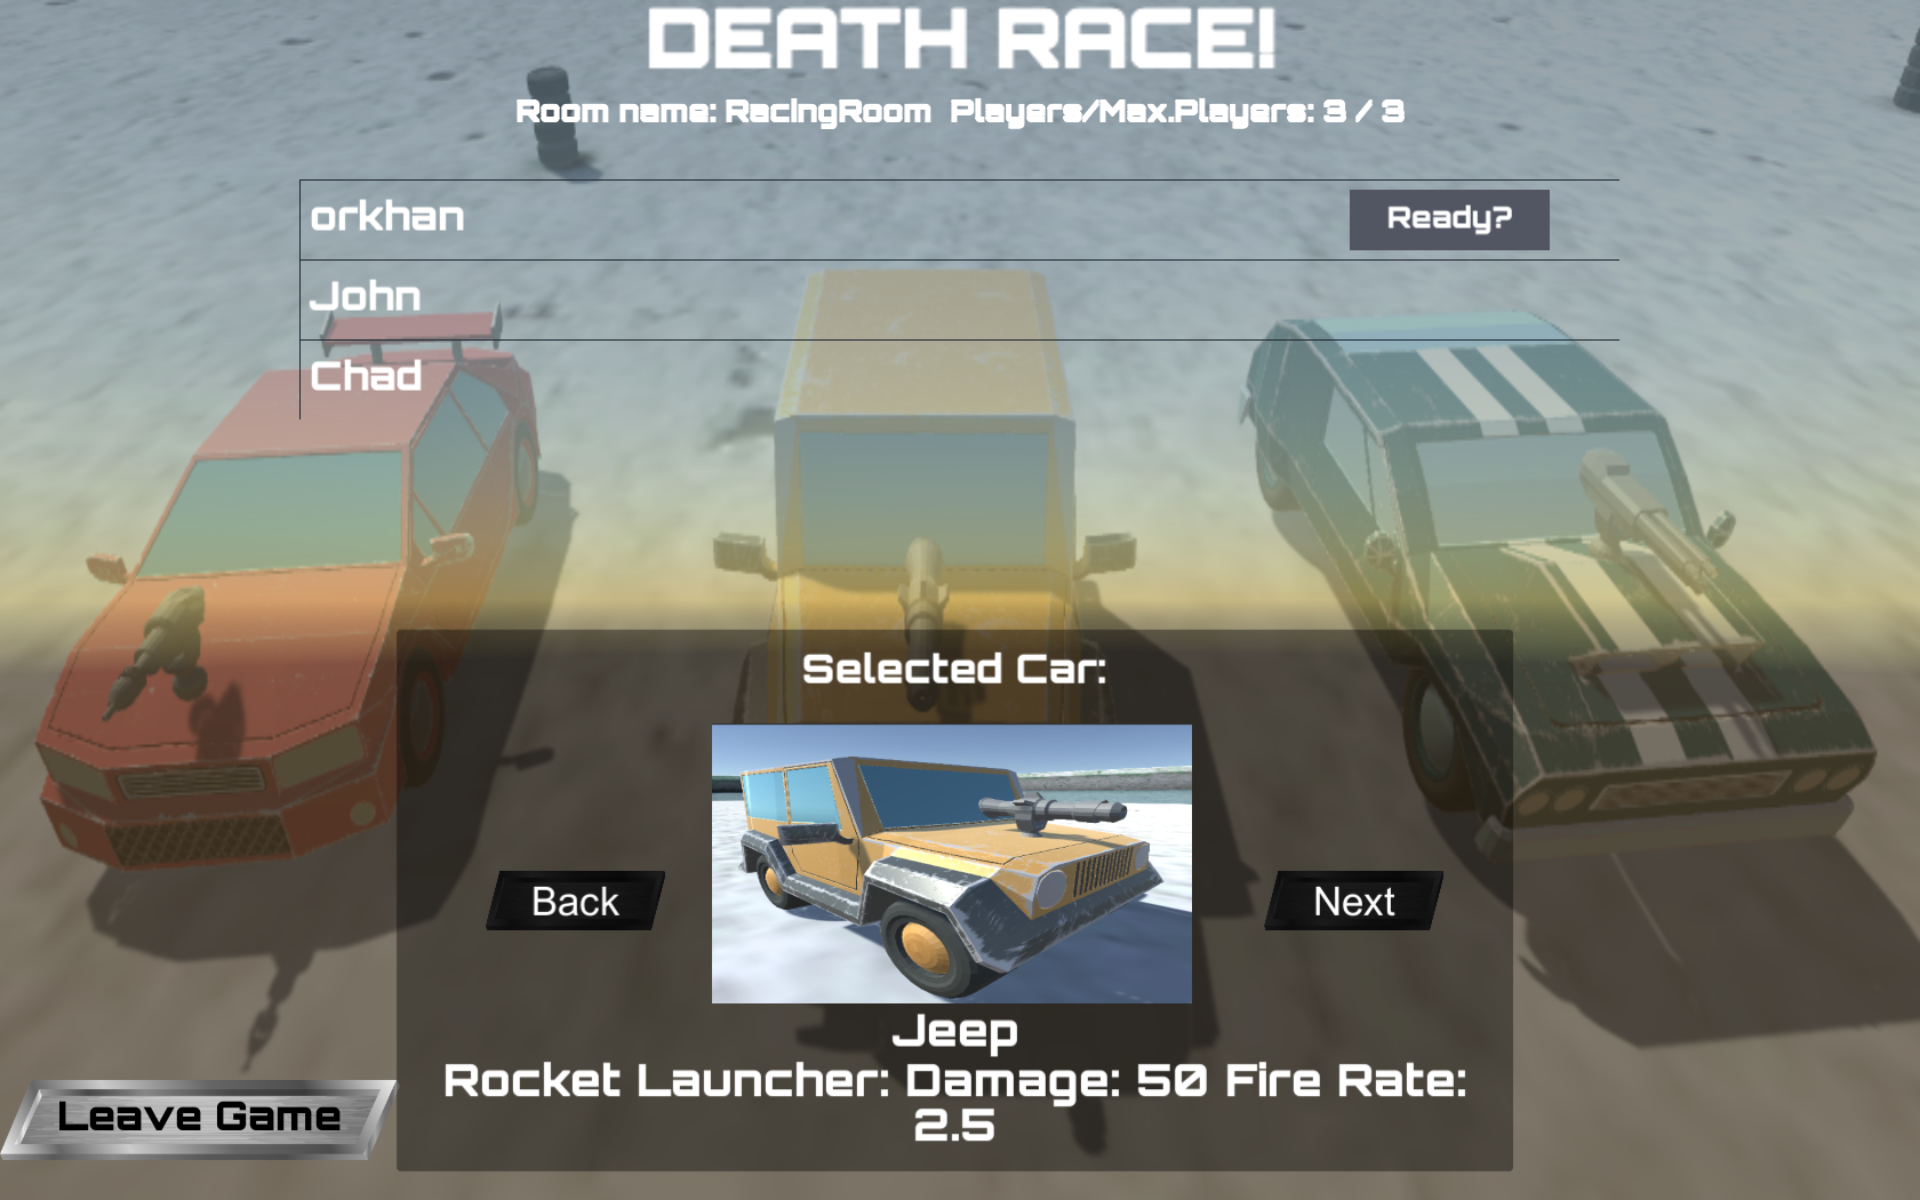 DEATH RACE!
Room name: RacingRoom Players/Max.Players: 3 / 3
orkhan
Ready?
John
Chad
Selected Car:
Back
Next
Jeep
Rocket Launcher: Damage: 50 Fire Rate:
2.5
Leave Game